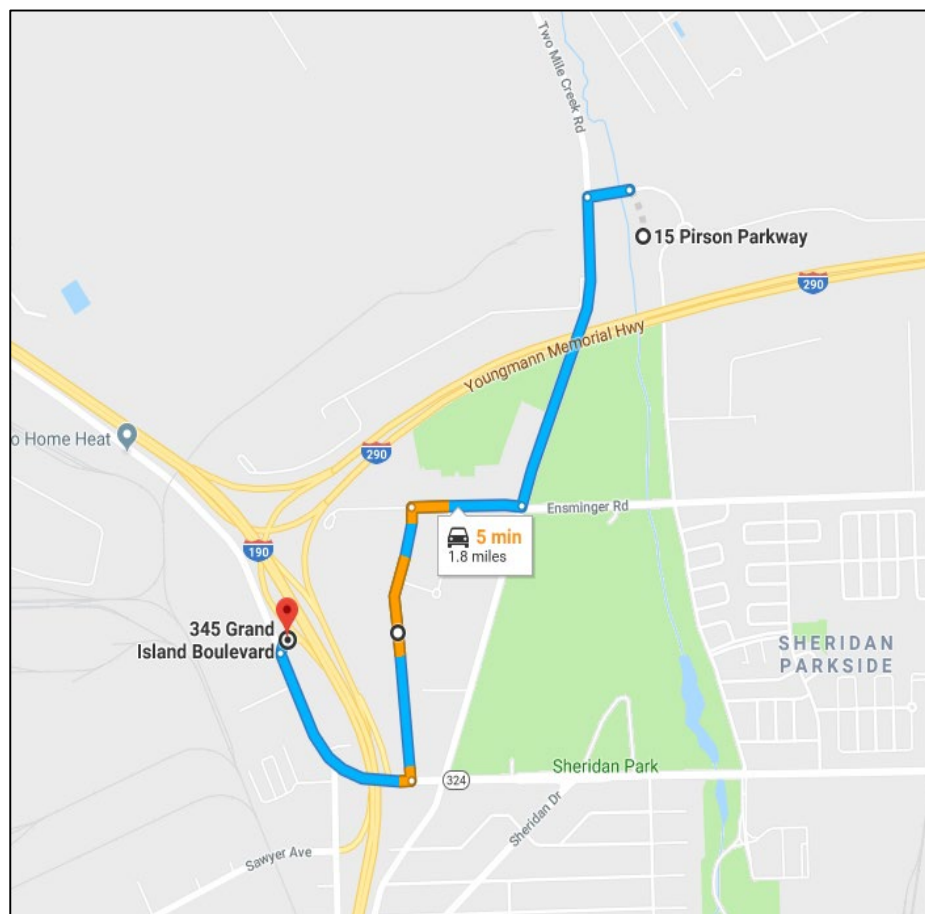 Two Mile Creek Rd
15 Pirson Parkway
290
Youngmann Memorial Hwy
o Home Heat
290
Ensminger Rd
5 min
1.8 miles
190
345 Grand
Island Boulevard
SHERIDAN
PARKSIDE
324
Sheridan Park
Sheridan Dr
Sawyer Ave